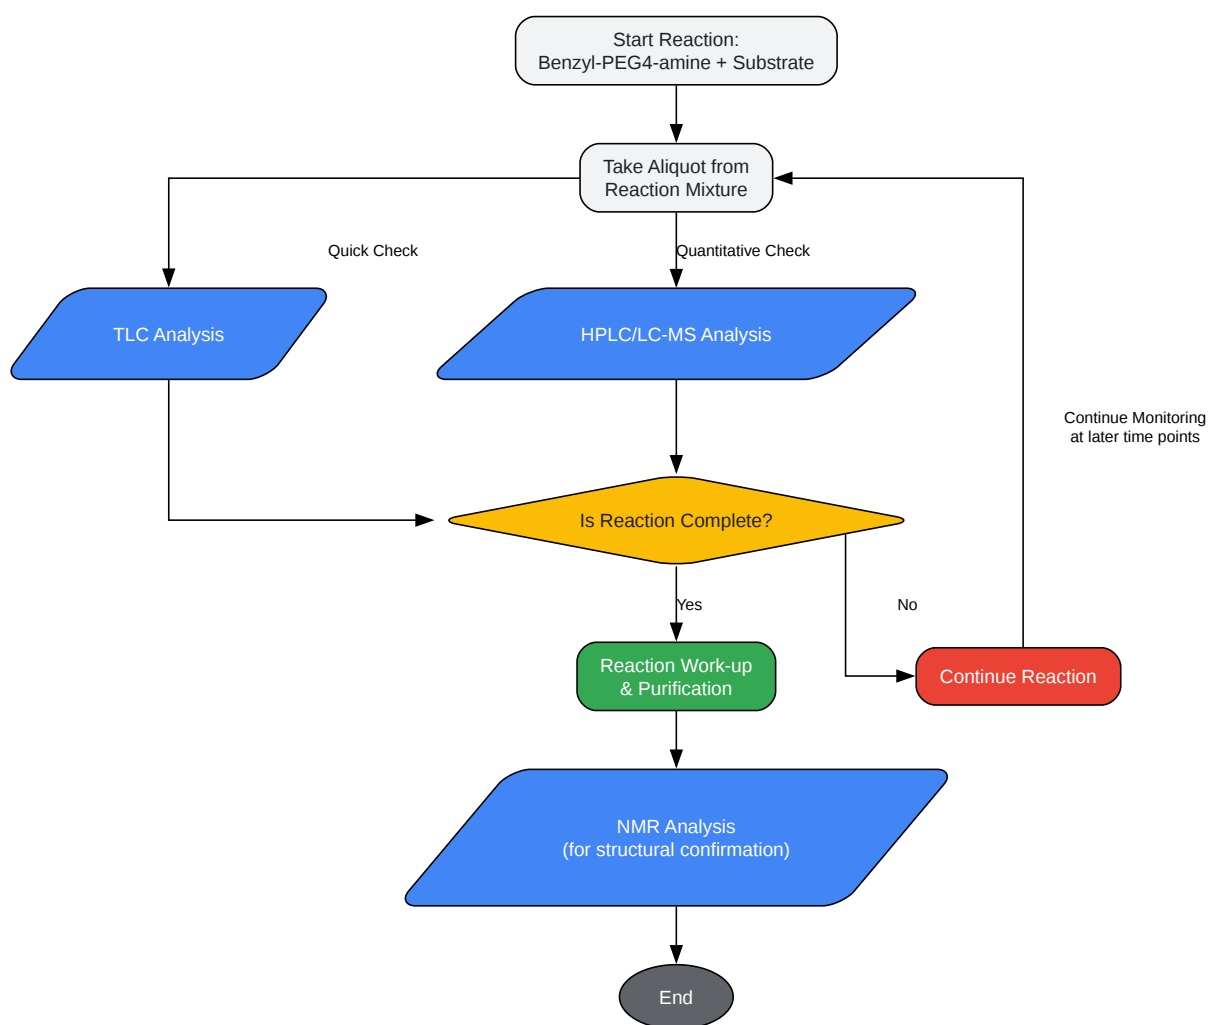 Start Reaction:
Benzyl-PEG4-amine + Substrate
Take Aliquot from
Reaction Mixture
Quick Check
Quantitative Check
TLC Analysis
HPLC/LC-MS Analysis
Continue Monitoring
at later time points
Is Reaction Complete?
Yes
No
Reaction Work-up
& Purification
Continue Reaction
NMR Analysis
(for structural confirmation)
End